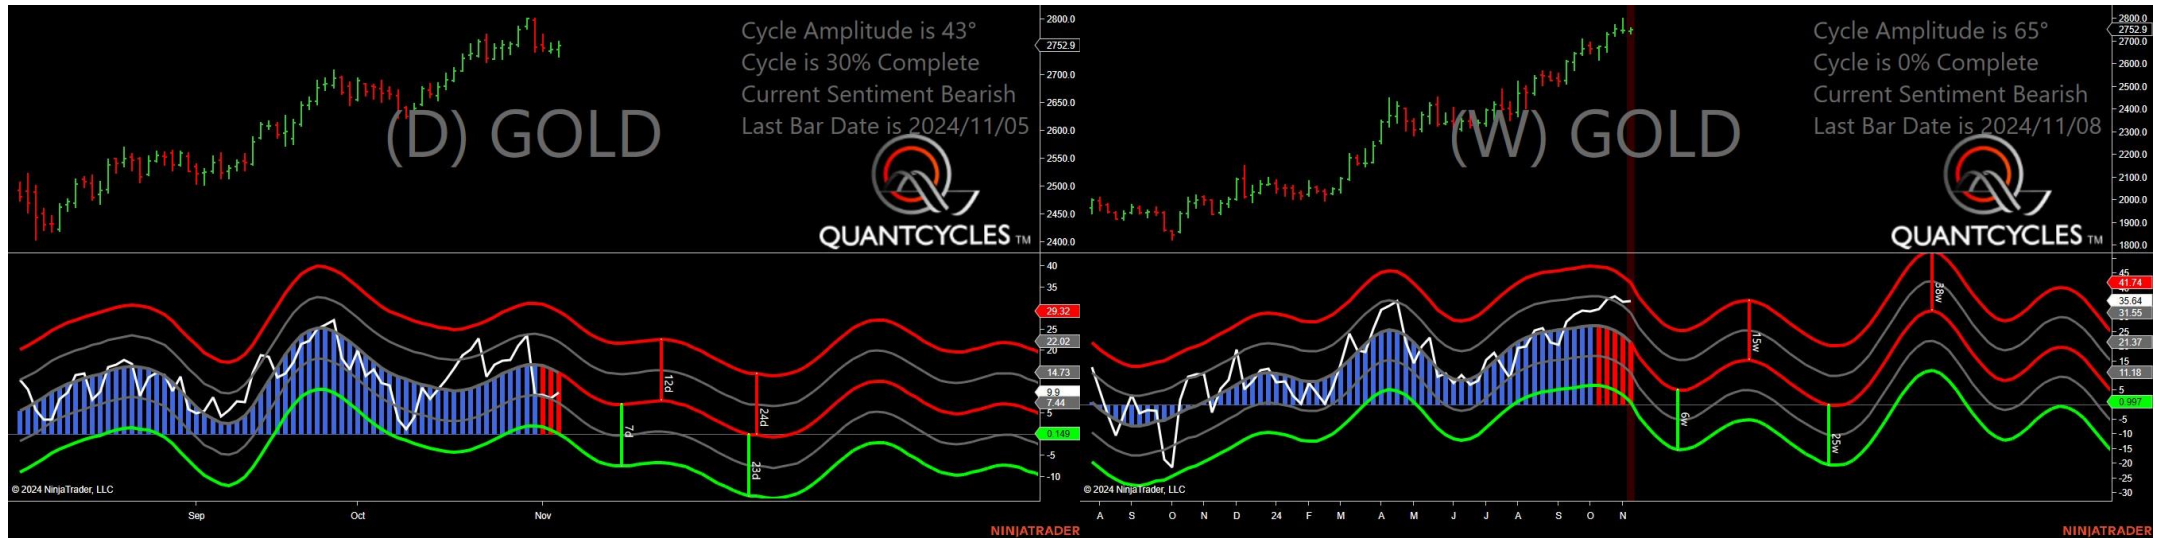 Cycle Amplitude is 43°
Cycle is 30% Complete
Current Sentiment Bearish
Last Bar Date is 2024/11/05
(D) GOLD
QUANTCYCLES TM
2800.0
2752.9
2700.0
2650.0
2600.0
2550.0
2500.0
2450.0
2400.0
40
35
29.32
25
22.02
20
14.73
9.9
7.44
5
0.149
-5
-10
7d
12d
23d
24d
© 2024 NinjaTrader, LLC
Sep Oct Nov
NINJATRADER
Cycle Amplitude is 65°
Cycle is 0% Complete
Current Sentiment Bearish
Last Bar Date is 2024/11/08
(W) GOLD
QUANTCYCLES TM
2800.0
2752.9
2700.0
2600.0
2500.0
2400.0
2300.0
2200.0
2100.0
2000.0
1900.0
1800.0
45
41.74
35.64
31.55
25
21.37
15
11.18
5
0.997
-5
-10
-15
-20
-25
-30
6w
15w
25w
38w
© 2024 NinjaTrader, LLC
A S O N D 24 F M A M J J A S O N
NINJATRADER